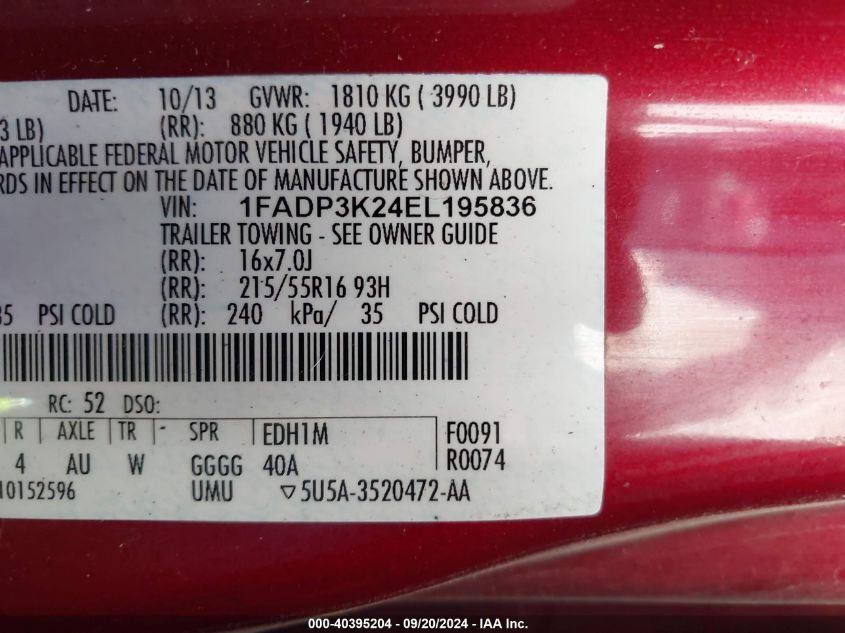 DATE: 10/13 GVWR: 1810 KG ( 3990 LB)
3 LB) (RR): 880 KG ( 1940 LB)
APPLICABLE FEDERAL MOTOR VEHICLE SAFETY, BUMPER,
RDS IN EFFECT ON THE DATE OF MANUFACTURE SHOWN ABOVE.
VIN: 1FADP3K24EL195836
TRAILER TOWING - SEE OWNER GUIDE
(RR): 16x7.0J
(RR): 215/55R16 93H
35 PSI COLD (RR): 240 kPa/ 35 PSI COLD
RC: 52 DSO:
R AXLE TR - SPR EDH1M F0091
4 AU W GGGG 40A R0074
10152596 UMU ▽5U5A-3520472-AA
000-40395204 - 09/20/2024 - IAA Inc.